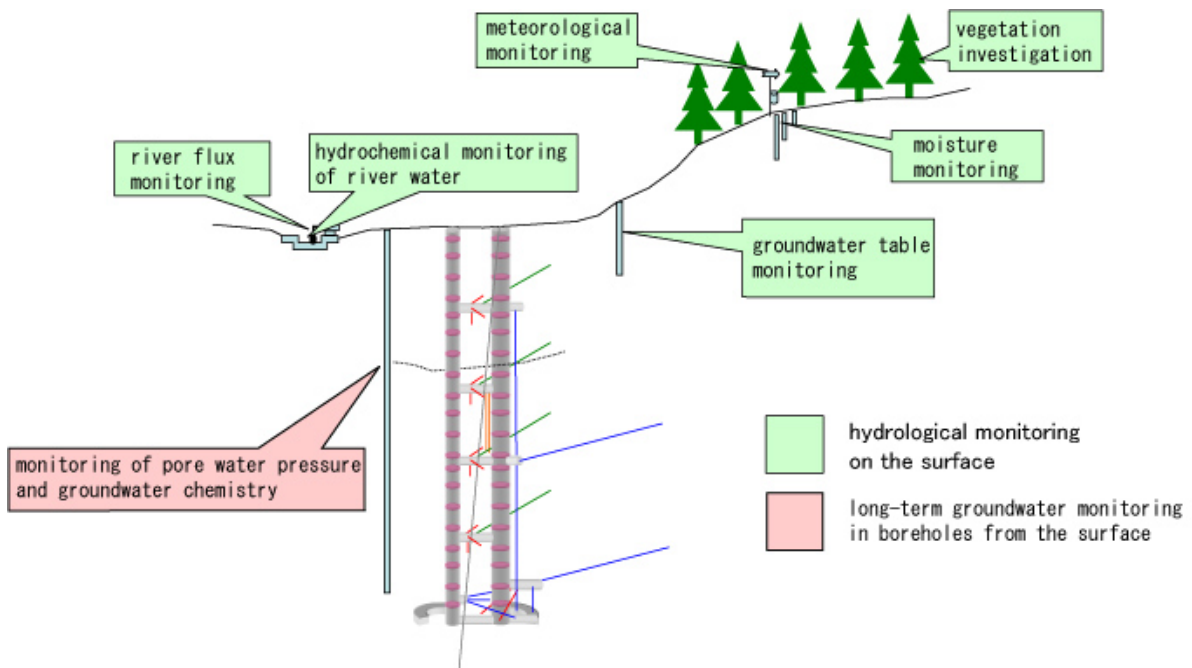 meteorological
monitoring
vegetation
investigation
river flux
monitoring
hydrochemical monitoring
of river water
moisture
monitoring
groundwater table
monitoring
monitoring of pore water pressure
and groundwater chemistry
hydrological monitoring
on the surface
long-term groundwater monitoring
in boreholes from the surface